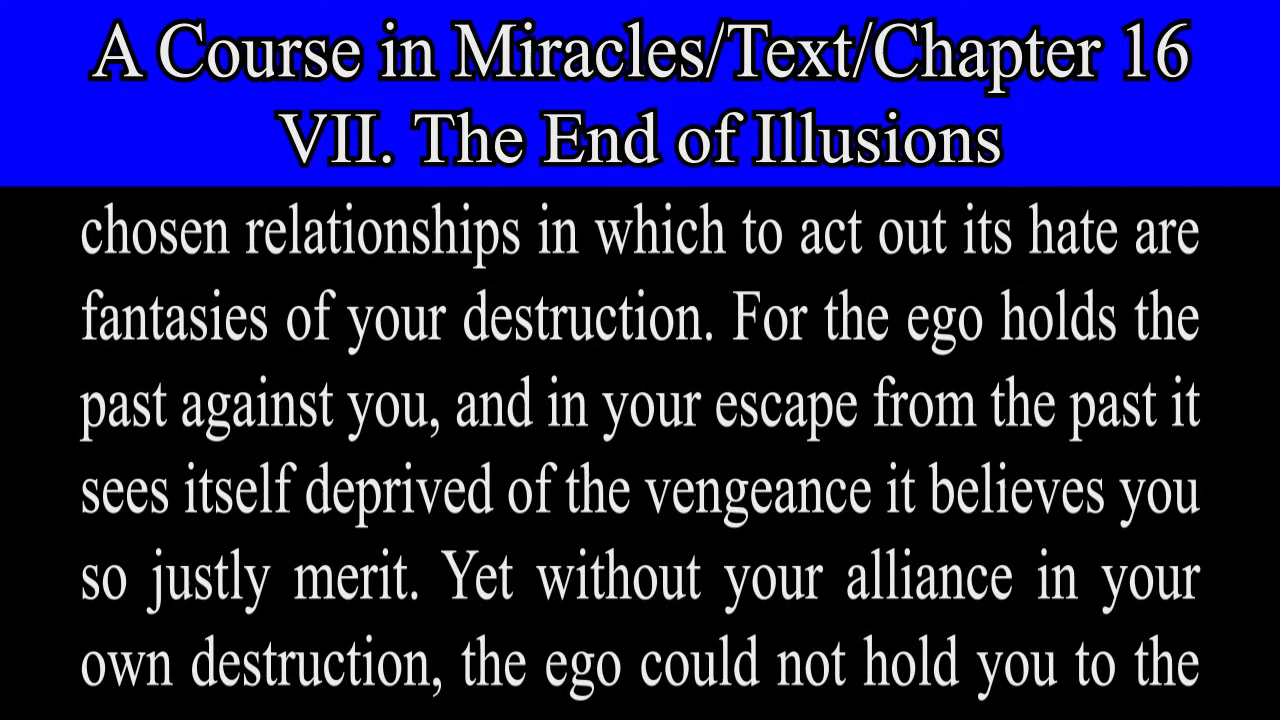 A Course in Miracles/Text/Chapter 16
VII. The End of Illusions
chosen relationships in which to act out its hate are
fantasies of your destruction. For the ego holds the
past against you, and in your escape from the past it
sees itself deprived of the vengeance it believes you
so justly merit. Yet without your alliance in your
own destruction, the ego could not hold you to the